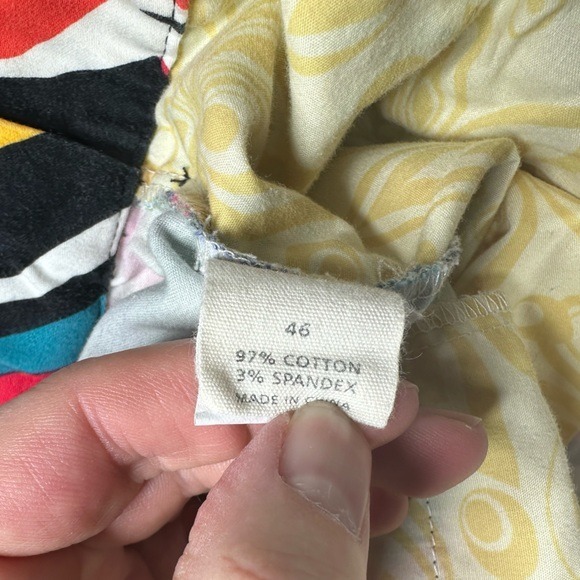 46
97% COTTON
3% SPANDEX
MADE IN CHINA